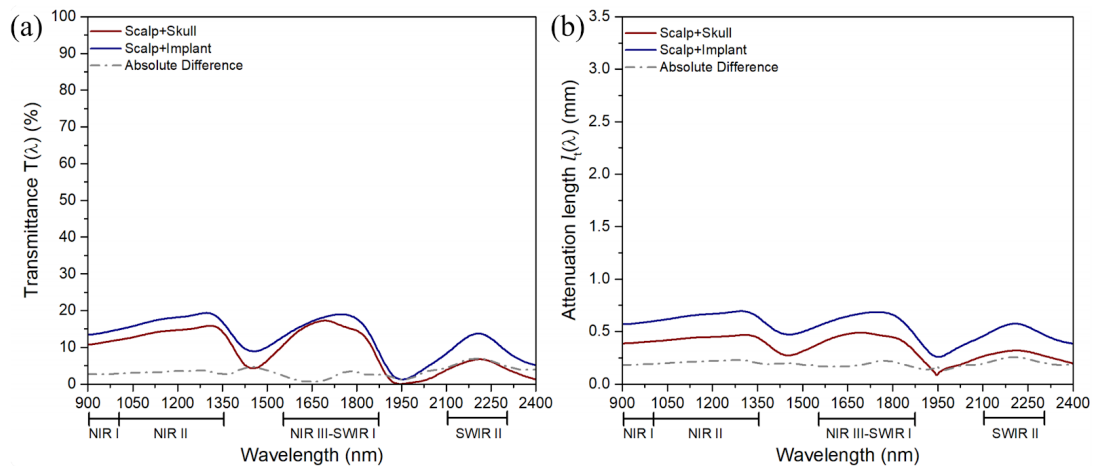 (a)
Scalp+Skull
Scalp+Implant
Absolute Difference
Transmittance T(λ) (%)
100
90
80
70
60
50
40
30
20
10
0
900 1050 1200 1350 1500 1650 1800 1950 2100 2250 2400
NIR I NIR II NIR III-SWIR I SWIR II
Wavelength (nm)
(b)
Scalp+Skull
Scalp+Implant
Absolute Difference
Attenuation length lt(λ) (mm)
3.5
3.0
2.5
2.0
1.5
1.0
0.5
0.0
900 1050 1200 1350 1500 1650 1800 1950 2100 2250 2400
NIR I NIR II NIR III-SWIR I SWIR II
Wavelength (nm)